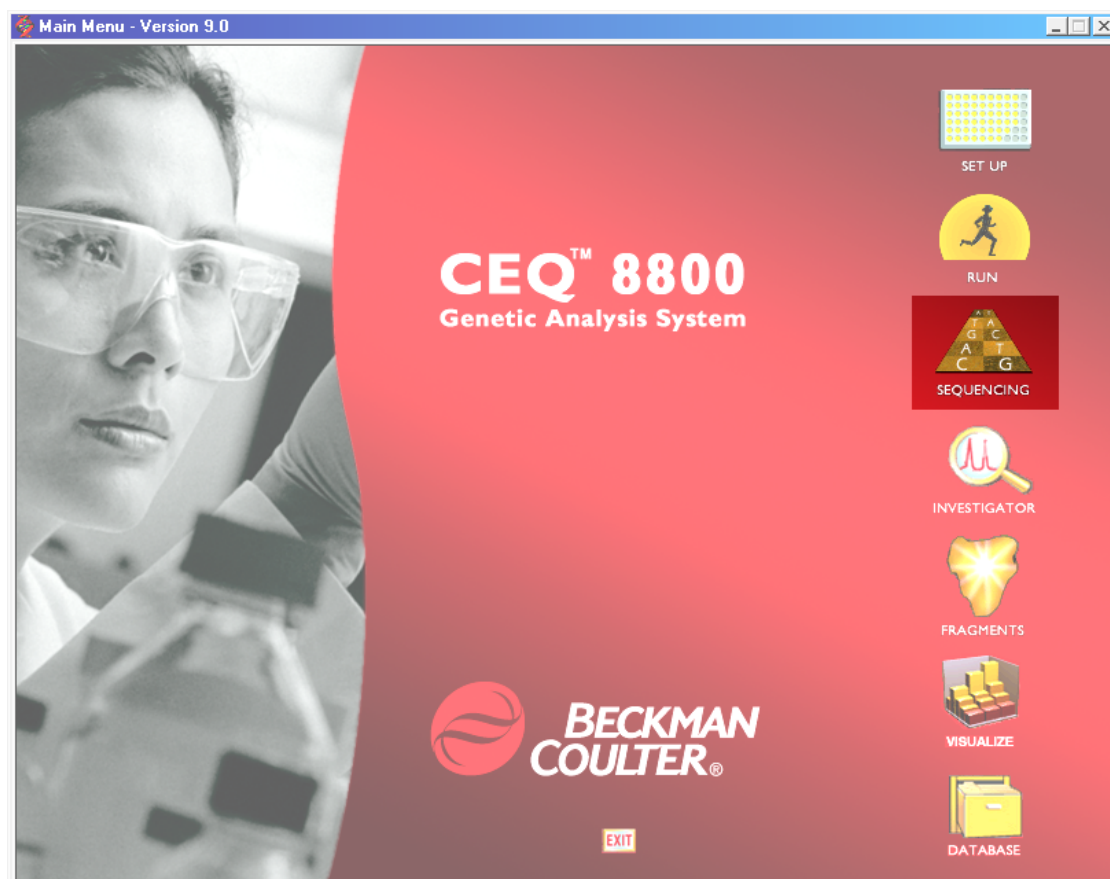 Main Menu - Version 9.0
SET UP
CEQ™ 8800
Genetic Analysis System
RUN
A T
T A
G C
A T
C G
SEQUENCING
INVESTIGATOR
FRAGMENTS
BECKMAN
COULTER®
VISUALIZE
EXIT
DATABASE